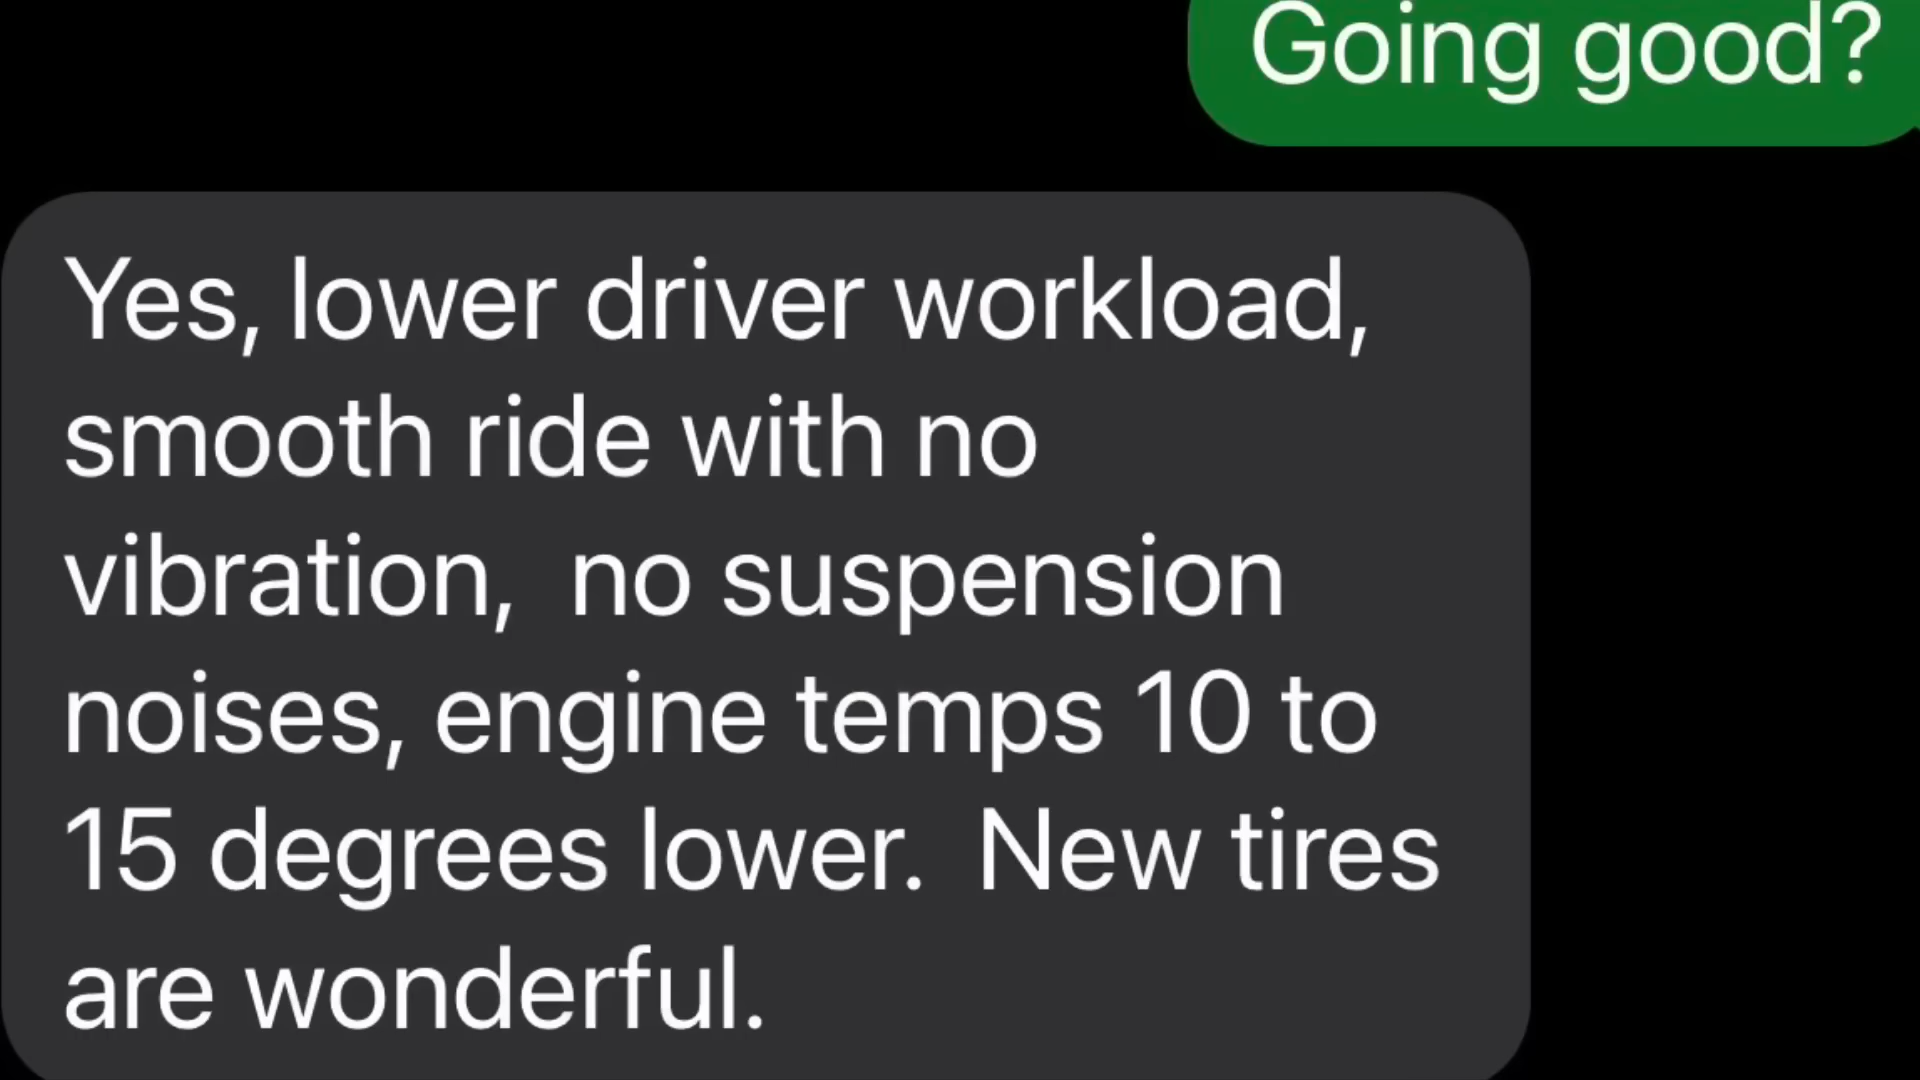 Going good?
Yes, lower driver workload,
smooth ride with no
vibration,  no suspension
noises, engine temps 10 to
15 degrees lower.  New tires
are wonderful.